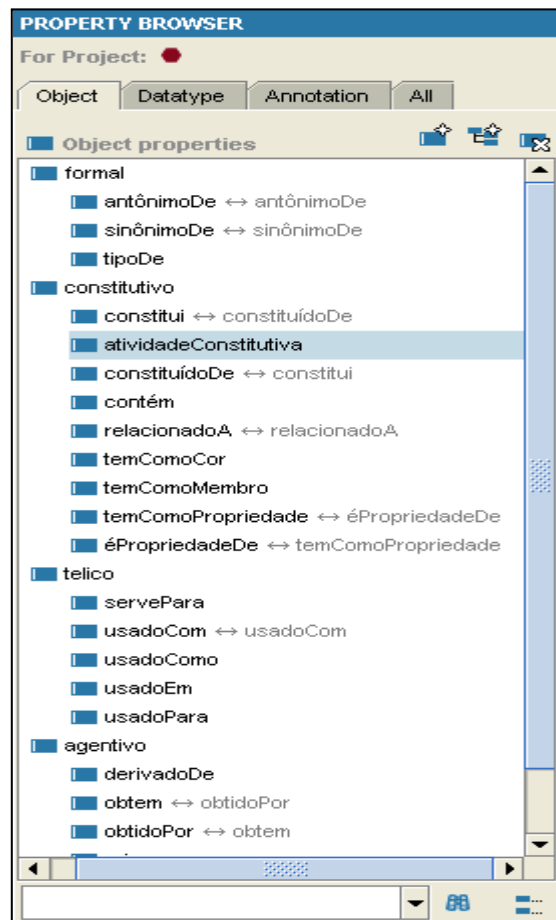 PROPERTY BROWSER
For Project:
Object Datatype Annotation All
Object properties
formal
antônimoDe ↔ antônimoDe
sinônimoDe ↔ sinônimoDe
tipoDe
constitutivo
constitui ↔ constituídoDe
atividadeConstitutiva
constituídoDe ↔ constitui
contém
relacionadoA ↔ relacionadoA
temComoCor
temComoMembro
temComoPropriedade ↔ éPropriedadeDe
éPropriedadeDe ↔ temComoPropriedade
telico
servePara
usadoCom ↔ usadoCom
usadoComo
usadoEm
usadoPara
agentivo
derivadoDe
obtem ↔ obtidoPor
obtidoPor ↔ obtem